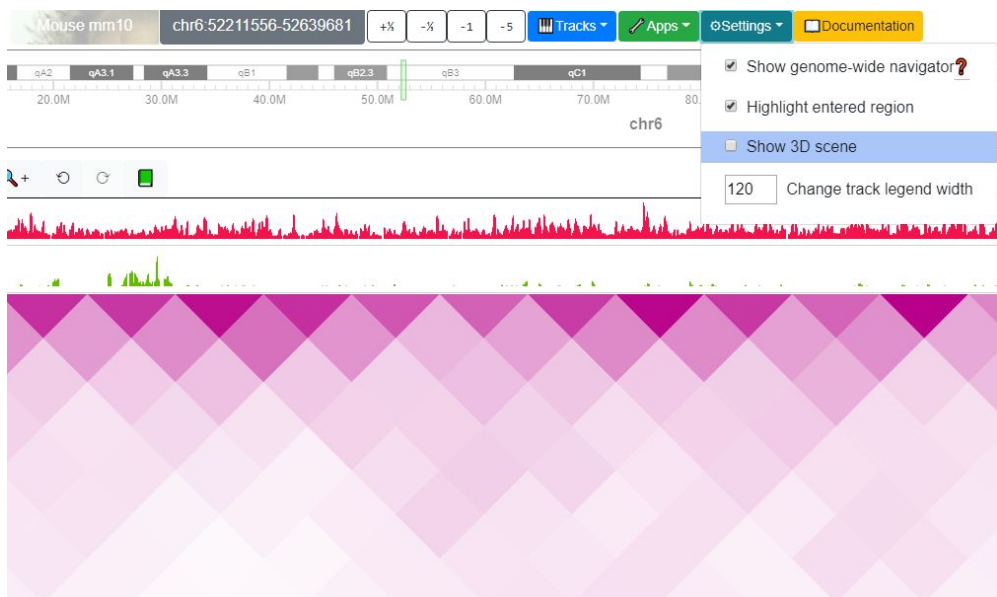 Mouse mm10 chr6:52211556-52639681 +⅓ -⅓ -1 -5 Tracks Apps Settings Documentation
Show genome-wide navigator?
qA2 qA3.1 qA3.3 qB1 qB2.3 qB3 qC1
20.0M 30.0M 40.0M 50.0M 60.0M 70.0M 80.
Highlight entered region
chr6
Show 3D scene
+
120 Change track legend width